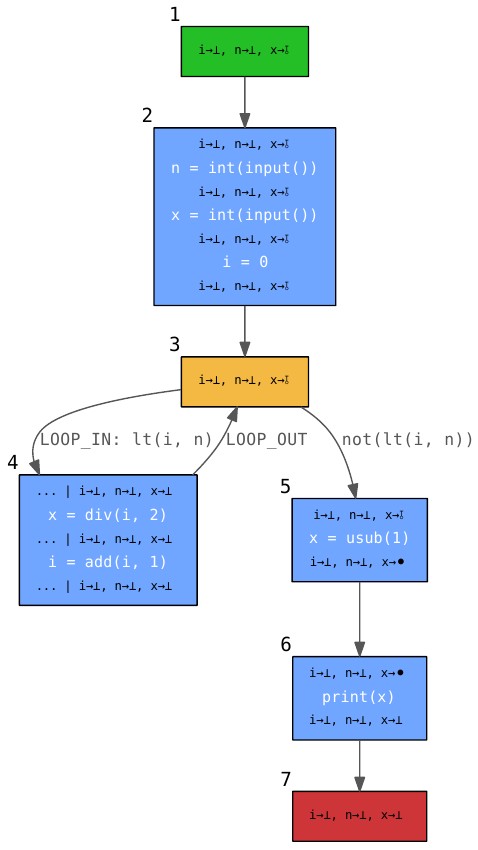 1
i→⊥, n→⊥, x→
2
i→⊥, n→⊥, x→
n = int(input())
i→⊥, n→⊥, x→
x = int(input())
i→⊥, n→⊥, x→
i = 0
i→⊥, n→⊥, x→
3
i→⊥, n→⊥, x→
LOOP_IN: lt(i, n)
LOOP_OUT
not(lt(i, n))
4
... | i→⊥, n→⊥, x→⊥
x = div(i, 2)
... | i→⊥, n→⊥, x→⊥
i = add(i, 1)
... | i→⊥, n→⊥, x→⊥
5
i→⊥, n→⊥, x→
x = usub(1)
i→⊥, n→⊥, x→●
6
i→⊥, n→⊥, x→●
print(x)
i→⊥, n→⊥, x→⊥
7
i→⊥, n→⊥, x→⊥